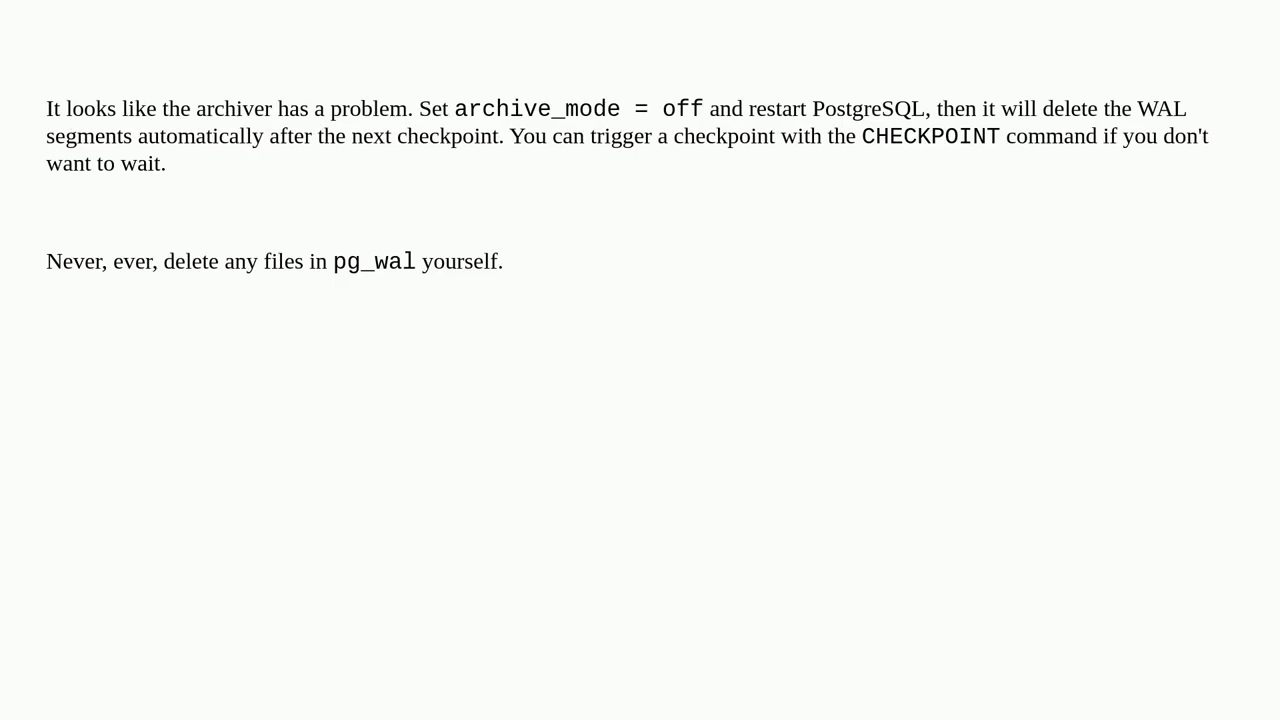 It looks like the archiver has a problem. Set archive_mode = off and restart PostgreSQL, then it will delete the WAL
segments automatically after the next checkpoint. You can trigger a checkpoint with the CHECKPOINT command if you don't
want to wait.
Never, ever, delete any files in pg_wal yourself.